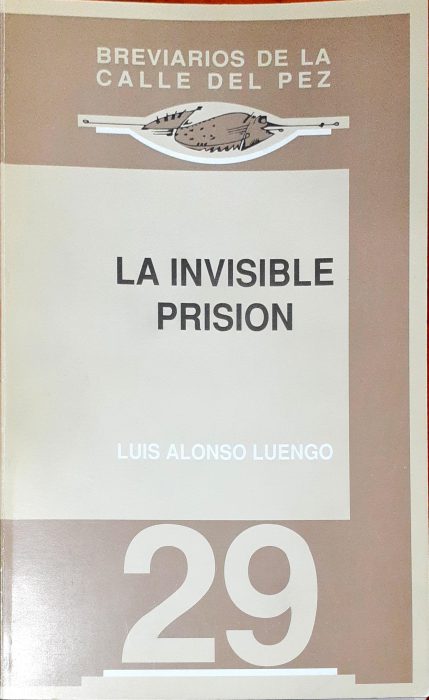 BREVIARIOS DE LA
CALLE DEL PEZ
LA INVISIBLE
PRISION
LUIS ALONSO LUENGO
29